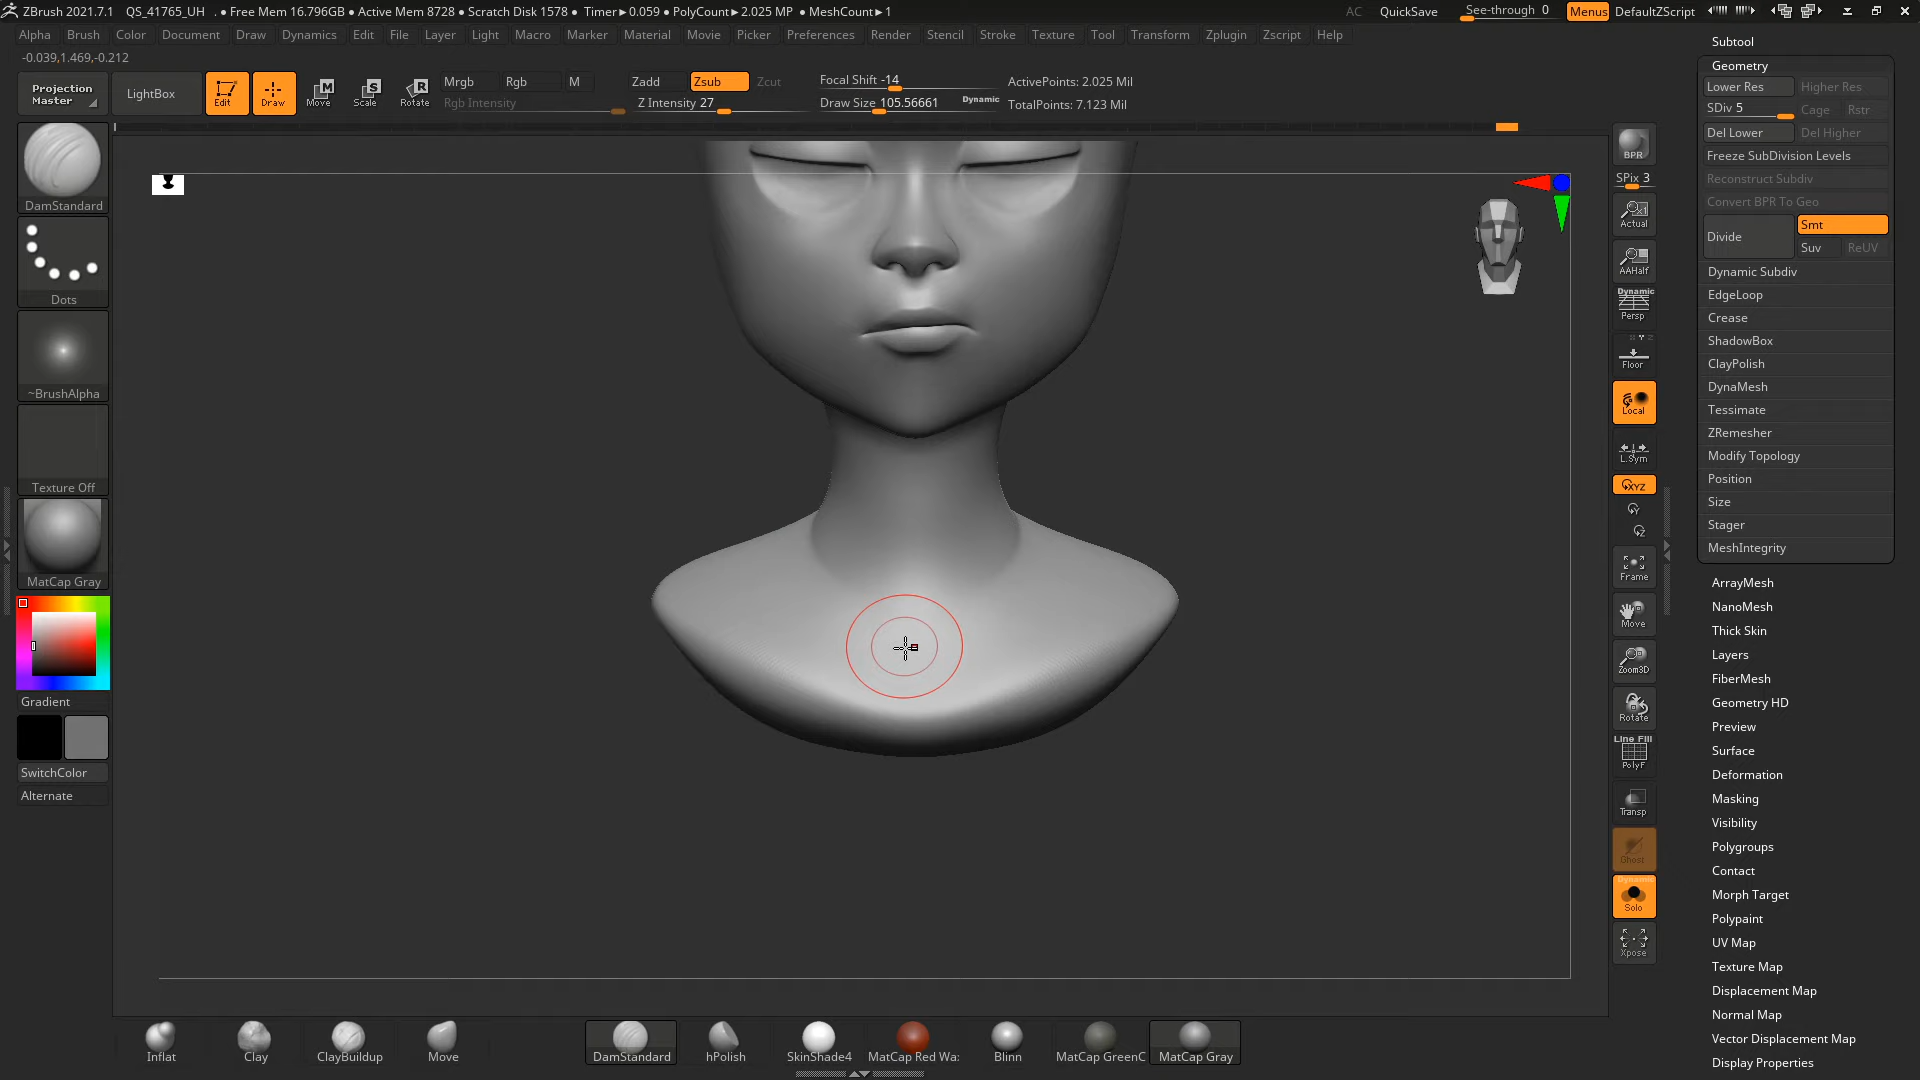 ZBrush 2021.7.1 QS_41765_UH . ● Free Mem 16.796GB ● Active Mem 8728 ● Scratch Disk 1578 ● Timer►0.059 ● PolyCount►2.025 MP ● MeshCount►1 AC QuickSave See-through 0 Menus DefaultZScript
Alpha Brush Color Document Draw Dynamics Edit File Layer Light Macro Marker Material Movie Picker Preferences Render Stencil Stroke Texture Tool Transform Zplugin Zscript Help
-0.039,1.469,-0.212
Projection Master
LightBox
Edit
Draw
Move
Scale
Rotate
Mrgb Rgb M
Rgb Intensity
Zadd Zsub Zcut
Z Intensity 27
Focal Shift -14
Draw Size 105.56661 Dynamic
ActivePoints: 2.025 Mil
TotalPoints: 7.123 Mil
DamStandard
Dots
~BrushAlpha
Texture Off
MatCap Gray
Gradient
SwitchColor
Alternate
BPR
SPix 3
Actual
AAHalf
Dynamic
Persp
Floor
Local
L.Sym
XYZ
Y
Z
Frame
Move
Zoom3D
Rotate
Line Fill
PolyF
Transp
Ghost
Dynamic
Solo
Xpose
Subtool
Geometry
Lower Res Higher Res
SDiv 5 Cage Rstr
Del Lower Del Higher
Freeze SubDivision Levels
Reconstruct Subdiv
Convert BPR To Geo
Divide Smt
Suv ReUV
Dynamic Subdiv
EdgeLoop
Crease
ShadowBox
ClayPolish
DynaMesh
Tessimate
ZRemesher
Modify Topology
Position
Size
Stager
MeshIntegrity
ArrayMesh
NanoMesh
Thick Skin
Layers
FiberMesh
Geometry HD
Preview
Surface
Deformation
Masking
Visibility
Polygroups
Contact
Morph Target
Polypaint
UV Map
Texture Map
Displacement Map
Normal Map
Vector Displacement Map
Display Properties
Inflat Clay ClayBuildup Move DamStandard hPolish SkinShade4 MatCap Red Wa: Blinn MatCap GreenC MatCap Gray